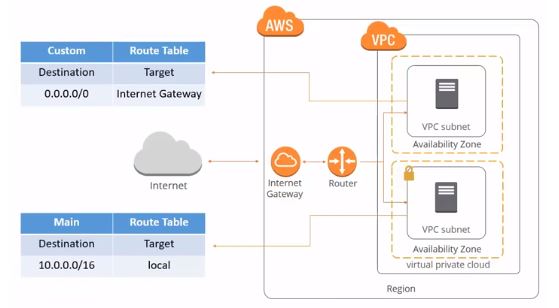 AWS
VPC
Custom Route Table
Destination Target
0.0.0.0/0 Internet Gateway
VPC subnet
Availability Zone
Internet
Internet
Gateway
Router
Main Route Table
Destination Target
10.0.0.0/16 local
VPC subnet
Availability Zone
virtual private cloud
Region